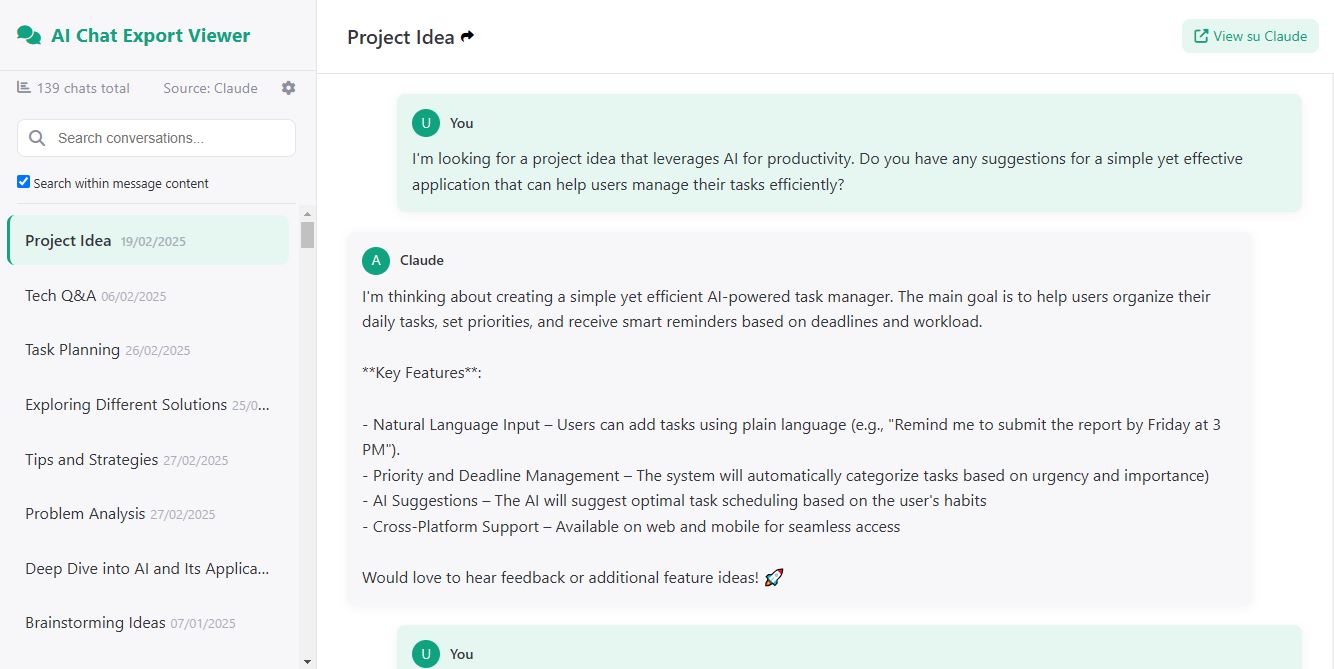 AI Chat Export Viewer
139 chats total Source: Claude
Search conversations...
Search within message content
Project Idea 19/02/2025
Tech Q&A 06/02/2025
Task Planning 26/02/2025
Exploring Different Solutions 25/0...
Tips and Strategies 27/02/2025
Problem Analysis 27/02/2025
Deep Dive into AI and Its Applica...
Brainstorming Ideas 07/01/2025
Project Idea
View su Claude
U You
I'm looking for a project idea that leverages AI for productivity. Do you have any suggestions for a simple yet effective
application that can help users manage their tasks efficiently?
A Claude
I'm thinking about creating a simple yet efficient AI-powered task manager. The main goal is to help users organize their
daily tasks, set priorities, and receive smart reminders based on deadlines and workload.
**Key Features**:
- Natural Language Input – Users can add tasks using plain language (e.g., "Remind me to submit the report by Friday at 3
PM").
- Priority and Deadline Management – The system will automatically categorize tasks based on urgency and importance)
- AI Suggestions – The AI will suggest optimal task scheduling based on the user's habits
- Cross-Platform Support – Available on web and mobile for seamless access
Would love to hear feedback or additional feature ideas! 🚀
U You